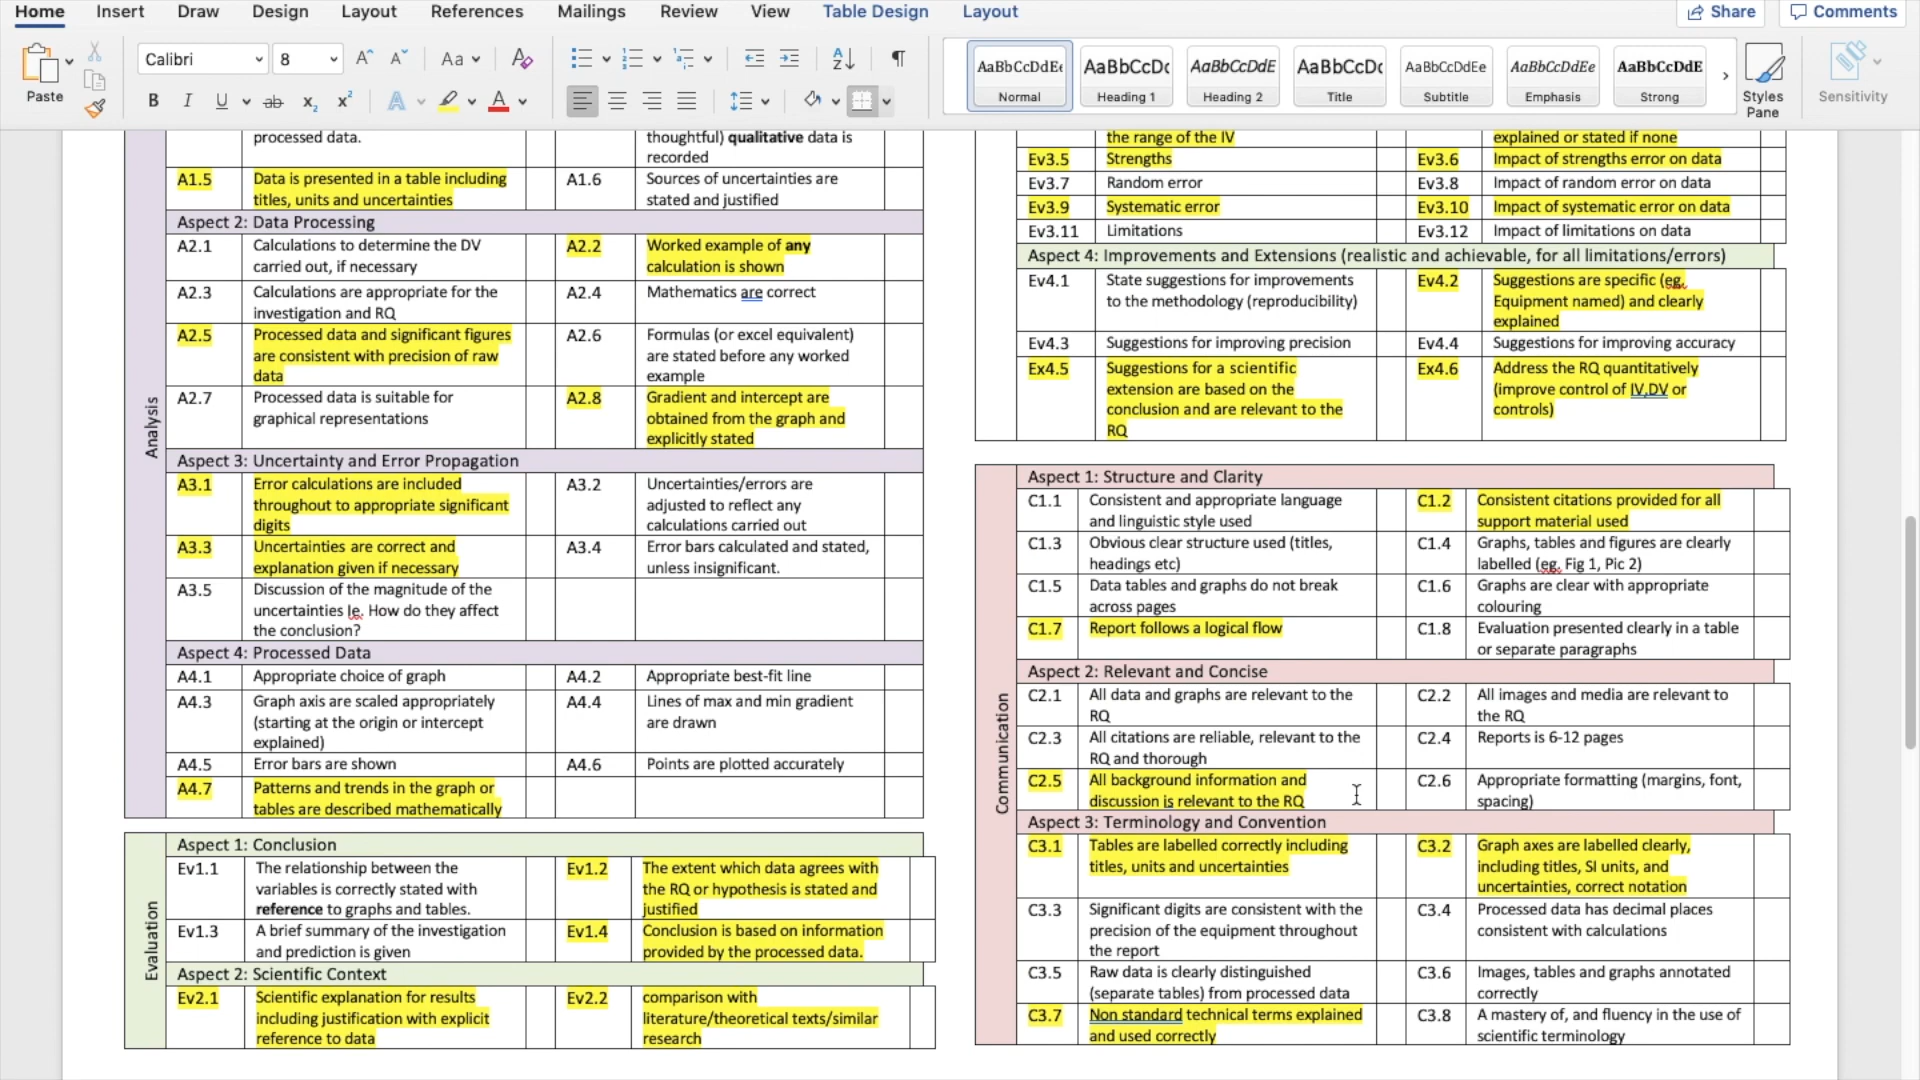 Home Insert Draw Design Layout References Mailings Review View Table Design Layout Share Comments
Paste
Calibri 8 Aa
B I U ab x₂ x² A A
AaBbCcDdEe AaBbCcDc AaBbCcDdE AaBbCcDc AaBbCcDdEe AaBbCcDdEe AaBbCcDdE
Normal Heading 1 Heading 2 Title Subtitle Emphasis Strong
Styles Pane
Sensitivity
Analysis
processed data.
thoughtful) qualitative data is
recorded
A1.5 Data is presented in a table including
titles, units and uncertainties
A1.6 Sources of uncertainties are
stated and justified
Aspect 2: Data Processing
A2.1 Calculations to determine the DV
carried out, if necessary
A2.2 Worked example of any
calculation is shown
A2.3 Calculations are appropriate for the
investigation and RQ
A2.4 Mathematics are correct
A2.5 Processed data and significant figures
are consistent with precision of raw
data
A2.6 Formulas (or excel equivalent)
are stated before any worked
example
A2.7 Processed data is suitable for
graphical representations
A2.8 Gradient and intercept are
obtained from the graph and
explicitly stated
Aspect 3: Uncertainty and Error Propagation
A3.1 Error calculations are included
throughout to appropriate significant
digits
A3.2 Uncertainties/errors are
adjusted to reflect any
calculations carried out
A3.3 Uncertainties are correct and
explanation given if necessary
A3.4 Error bars calculated and stated,
unless insignificant.
A3.5 Discussion of the magnitude of the
uncertainties Ie. How do they affect
the conclusion?
Aspect 4: Processed Data
A4.1 Appropriate choice of graph
A4.2 Appropriate best-fit line
A4.3 Graph axis are scaled appropriately
(starting at the origin or intercept
explained)
A4.4 Lines of max and min gradient
are drawn
A4.5 Error bars are shown
A4.6 Points are plotted accurately
A4.7 Patterns and trends in the graph or
tables are described mathematically
Evaluation
Aspect 1: Conclusion
Ev1.1 The relationship between the
variables is correctly stated with
reference to graphs and tables.
Ev1.2 The extent which data agrees with
the RQ or hypothesis is stated and
justified
Ev1.3 A brief summary of the investigation
and prediction is given
Ev1.4 Conclusion is based on information
provided by the processed data.
Aspect 2: Scientific Context
Ev2.1 Scientific explanation for results
including justification with explicit
reference to data
Ev2.2 comparison with
literature/theoretical texts/similar
research
the range of the IV
explained or stated if none
Ev3.5 Strengths
Ev3.6 Impact of strengths error on data
Ev3.7 Random error
Ev3.8 Impact of random error on data
Ev3.9 Systematic error
Ev3.10 Impact of systematic error on data
Ev3.11 Limitations
Ev3.12 Impact of limitations on data
Aspect 4: Improvements and Extensions (realistic and achievable, for all limitations/errors)
Ev4.1 State suggestions for improvements
to the methodology (reproducibility)
Ev4.2 Suggestions are specific (eg.
Equipment named) and clearly
explained
Ev4.3 Suggestions for improving precision
Ev4.4 Suggestions for improving accuracy
Ex4.5 Suggestions for a scientific
extension are based on the
conclusion and are relevant to the
RQ
Ex4.6 Address the RQ quantitatively
(improve control of IV,DV or
controls)
Communication
Aspect 1: Structure and Clarity
C1.1 Consistent and appropriate language
and linguistic style used
C1.2 Consistent citations provided for all
support material used
C1.3 Obvious clear structure used (titles,
headings etc)
C1.4 Graphs, tables and figures are clearly
labelled (eg. Fig 1, Pic 2)
C1.5 Data tables and graphs do not break
across pages
C1.6 Graphs are clear with appropriate
colouring
C1.7 Report follows a logical flow
C1.8 Evaluation presented clearly in a table
or separate paragraphs
Aspect 2: Relevant and Concise
C2.1 All data and graphs are relevant to the
RQ
C2.2 All images and media are relevant to
the RQ
C2.3 All citations are reliable, relevant to the
RQ and thorough
C2.4 Reports is 6-12 pages
C2.5 All background information and
discussion is relevant to the RQ
C2.6 Appropriate formatting (margins, font,
spacing)
Aspect 3: Terminology and Convention
C3.1 Tables are labelled correctly including
titles, units and uncertainties
C3.2 Graph axes are labelled clearly,
including titles, SI units, and
uncertainties, correct notation
C3.3 Significant digits are consistent with the
precision of the equipment throughout
the report
C3.4 Processed data has decimal places
consistent with calculations
C3.5 Raw data is clearly distinguished
(separate tables) from processed data
C3.6 Images, tables and graphs annotated
correctly
C3.7 Non standard technical terms explained
and used correctly
C3.8 A mastery of, and fluency in the use of
scientific terminology